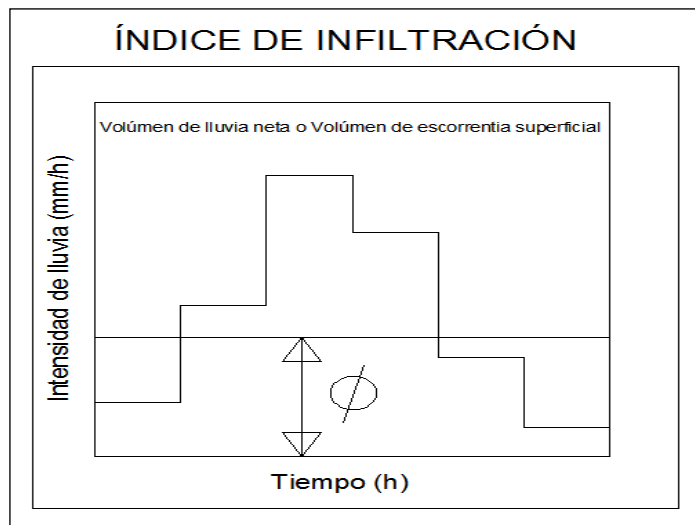 ÍNDICE DE INFILTRACIÓN
Volúmen de lluvia neta o Volúmen de escorrentia superficial
Intensidad de lluvia (mm/h)
∅
Tiempo (h)